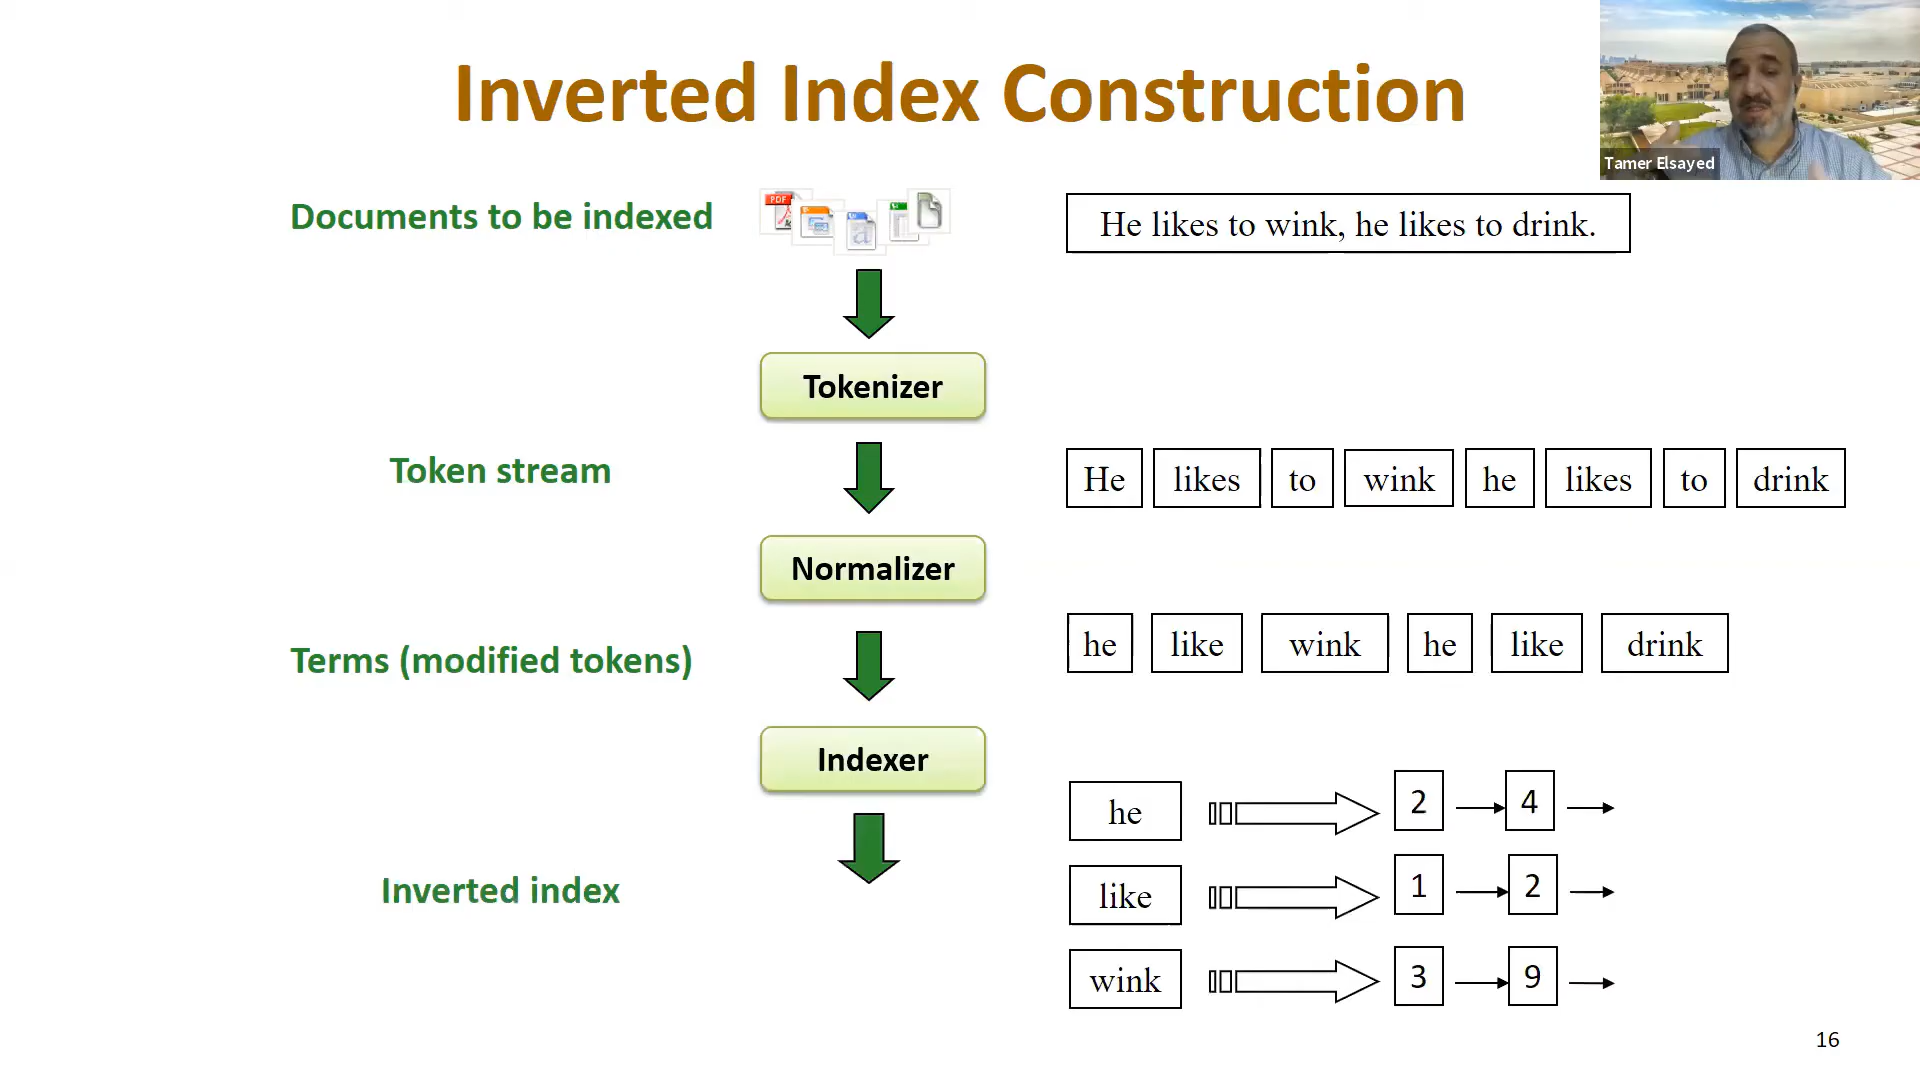 Inverted Index Construction
Tamer Elsayed
Documents to be indexed
PDF
a
He likes to wink, he likes to drink.
Tokenizer
Token stream
He likes to wink he likes to drink
Normalizer
Terms (modified tokens)
he like wink he like drink
Indexer
Inverted index
he 2 4
like 1 2
wink 3 9
16